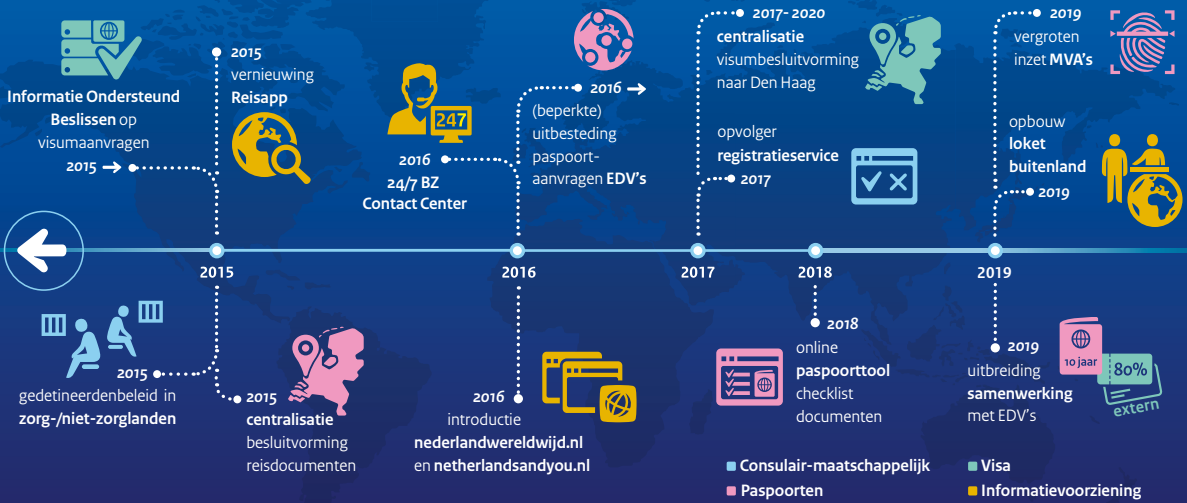 Informatie Ondersteund
Beslissen op
visumaanvragen
2015 →
2015
vernieuwing
Reisapp
247
2016
24/7 BZ
Contact Center
2016 →
(beperkte)
uitbesteding
paspoort-
aanvragen EDV's
2017-2020
centralisatie
visumbesluitvorming
naar Den Haag
opvolger
registratieservice
2017
2019
vergroten
inzet MVA's
opbouw
loket
buitenland
2019
2015
2016
2017
2018
2019
2015
gedetineerdenbeleid in
zorg-/niet-zorglanden
2015
centralisatie
besluitvorming
reisdocumenten
2016
introductie
nederlandwereldwijd.nl
en netherlandsandyou.nl
2018
online
paspoorttool
checklist
documenten
2019
uitbreiding
samenwerking
met EDV's
10 jaar
80%
extern
Consulair-maatschappelijk
Paspoorten
Visa
Informatievoorziening